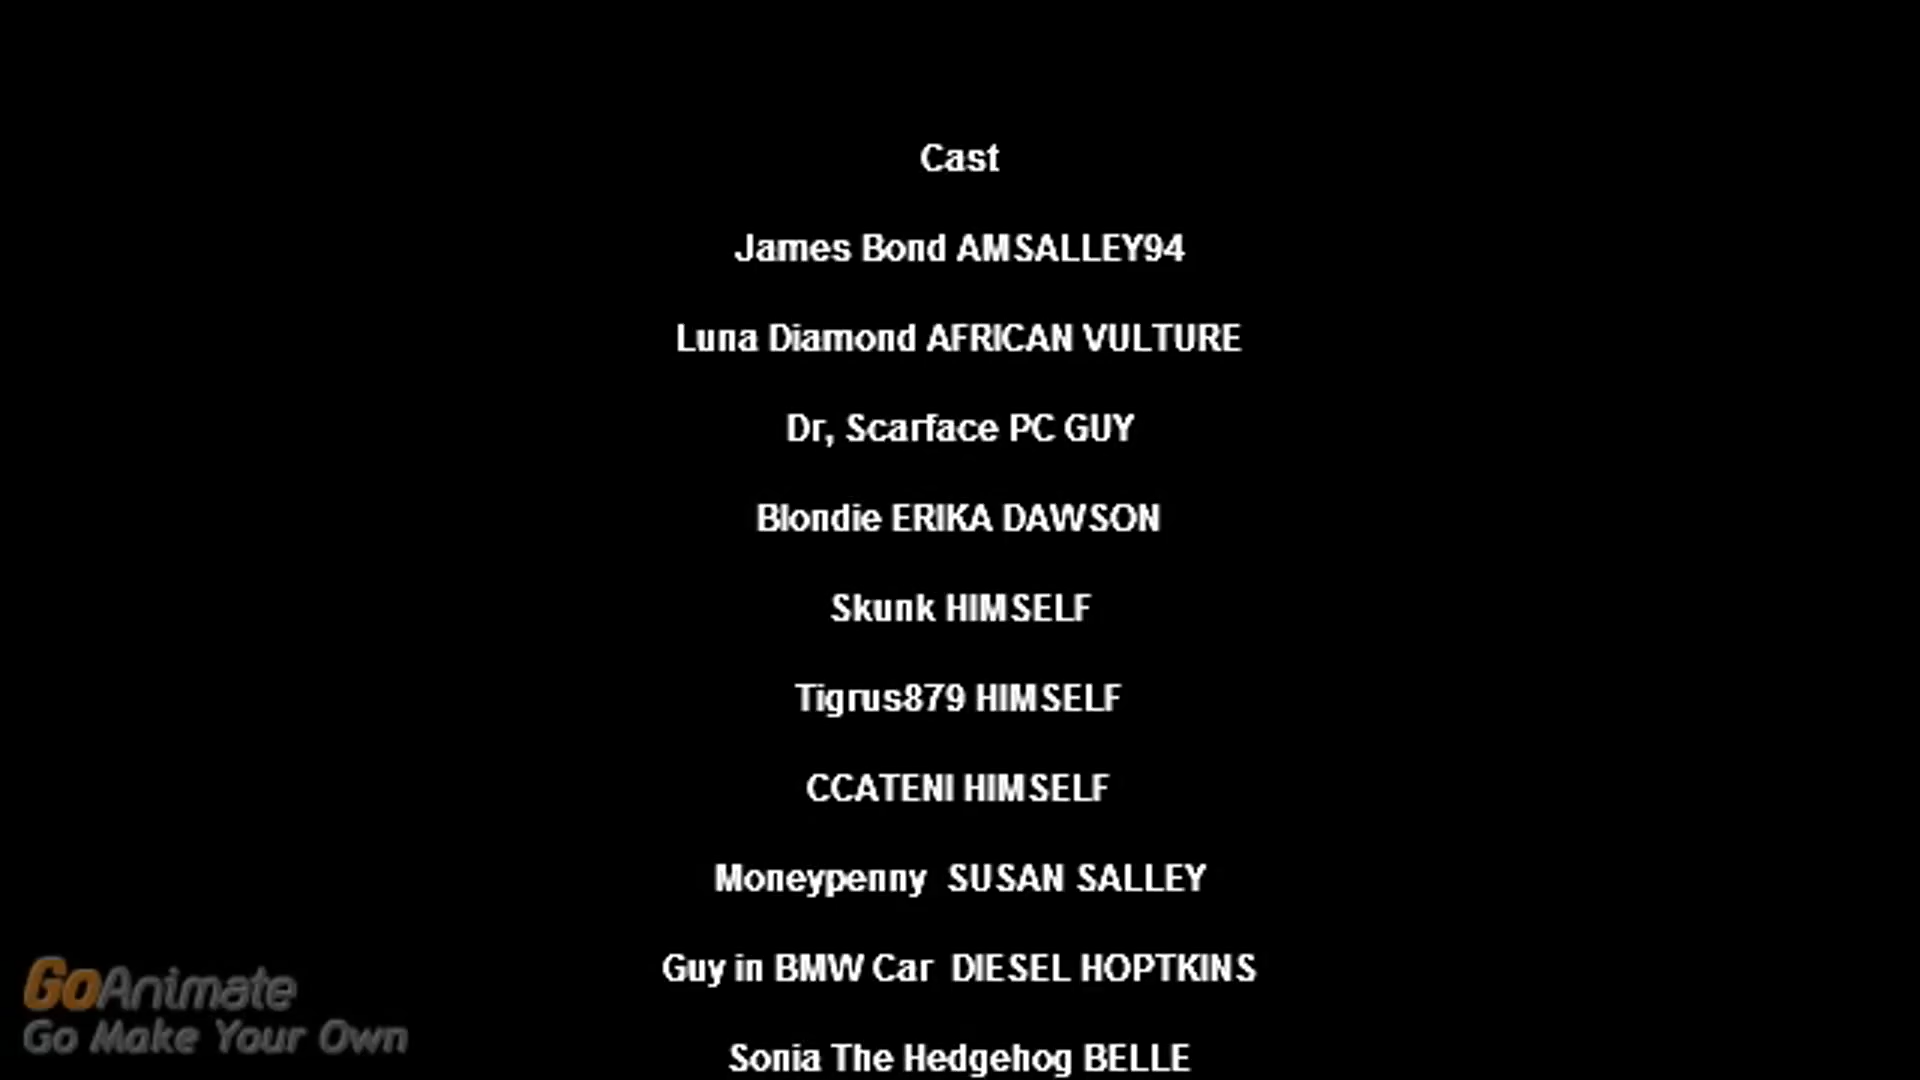 Cast
James Bond AMSALLEY94
Luna Diamond AFRICAN VULTURE
Dr, Scarface PC GUY
Blondie ERIKA DAWSON
Skunk HIMSELF
Tigrus879 HIMSELF
CCATENI HIMSELF
Moneypenny  SUSAN SALLEY
Guy in BMW Car  DIESEL HOPTKINS
Sonia The Hedgehog BELLE
GoAnimate
Go Make Your Own